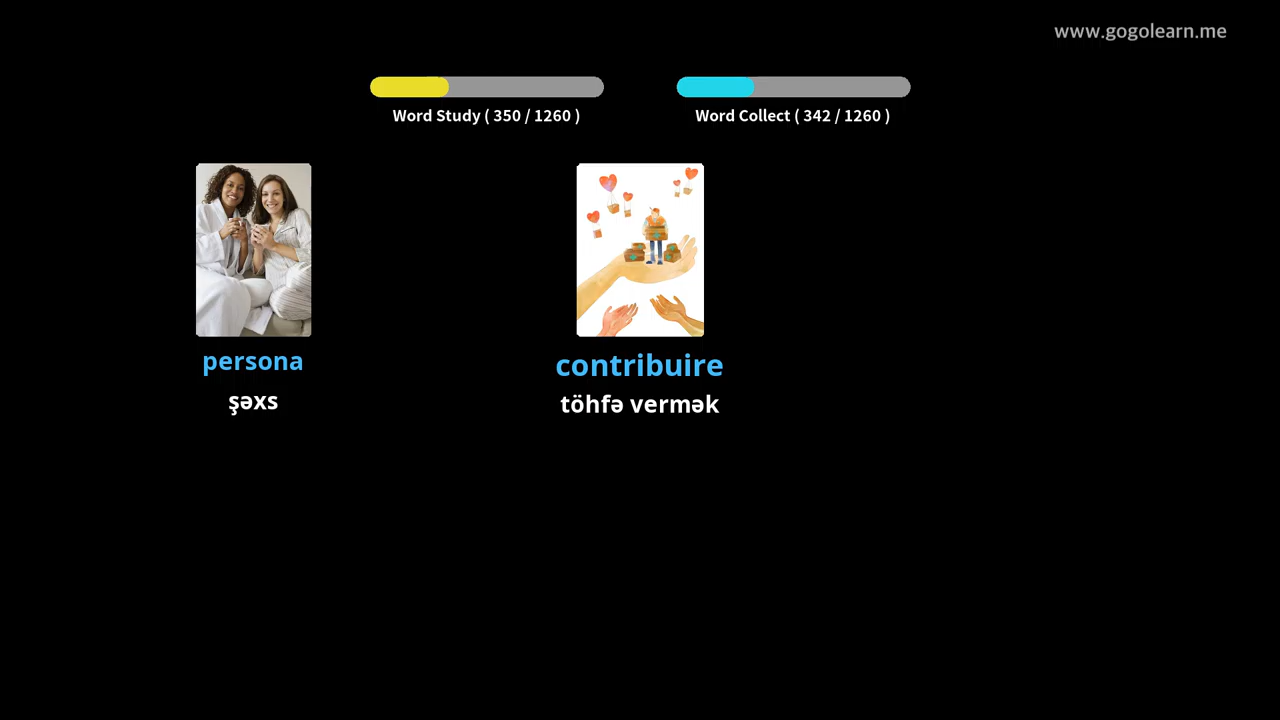 www.gogolearn.me
Word Study ( 350 / 1260 )
Word Collect ( 342 / 1260 )
persona
şəxs
contribuire
töhfə vermək